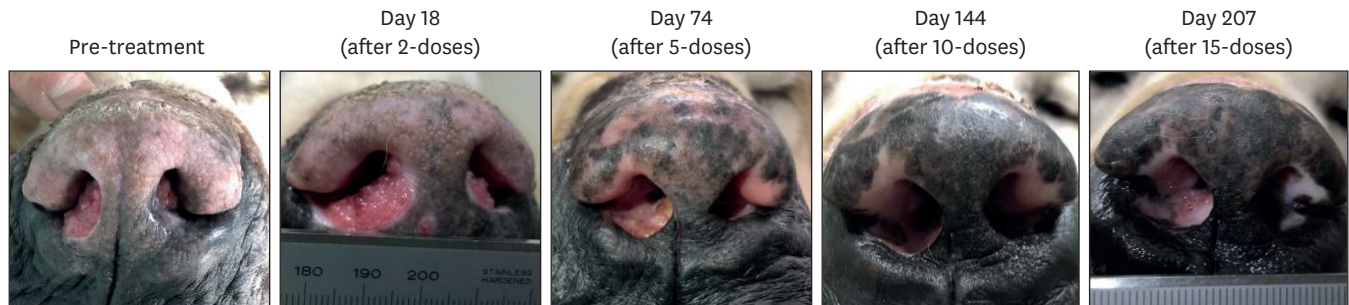 Pre-treatment
Day 18
(after 2-doses)
Day 74
(after 5-doses)
Day 144
(after 10-doses)
Day 207
(after 15-doses)
180 190 200
STAINLESS
HARDENED